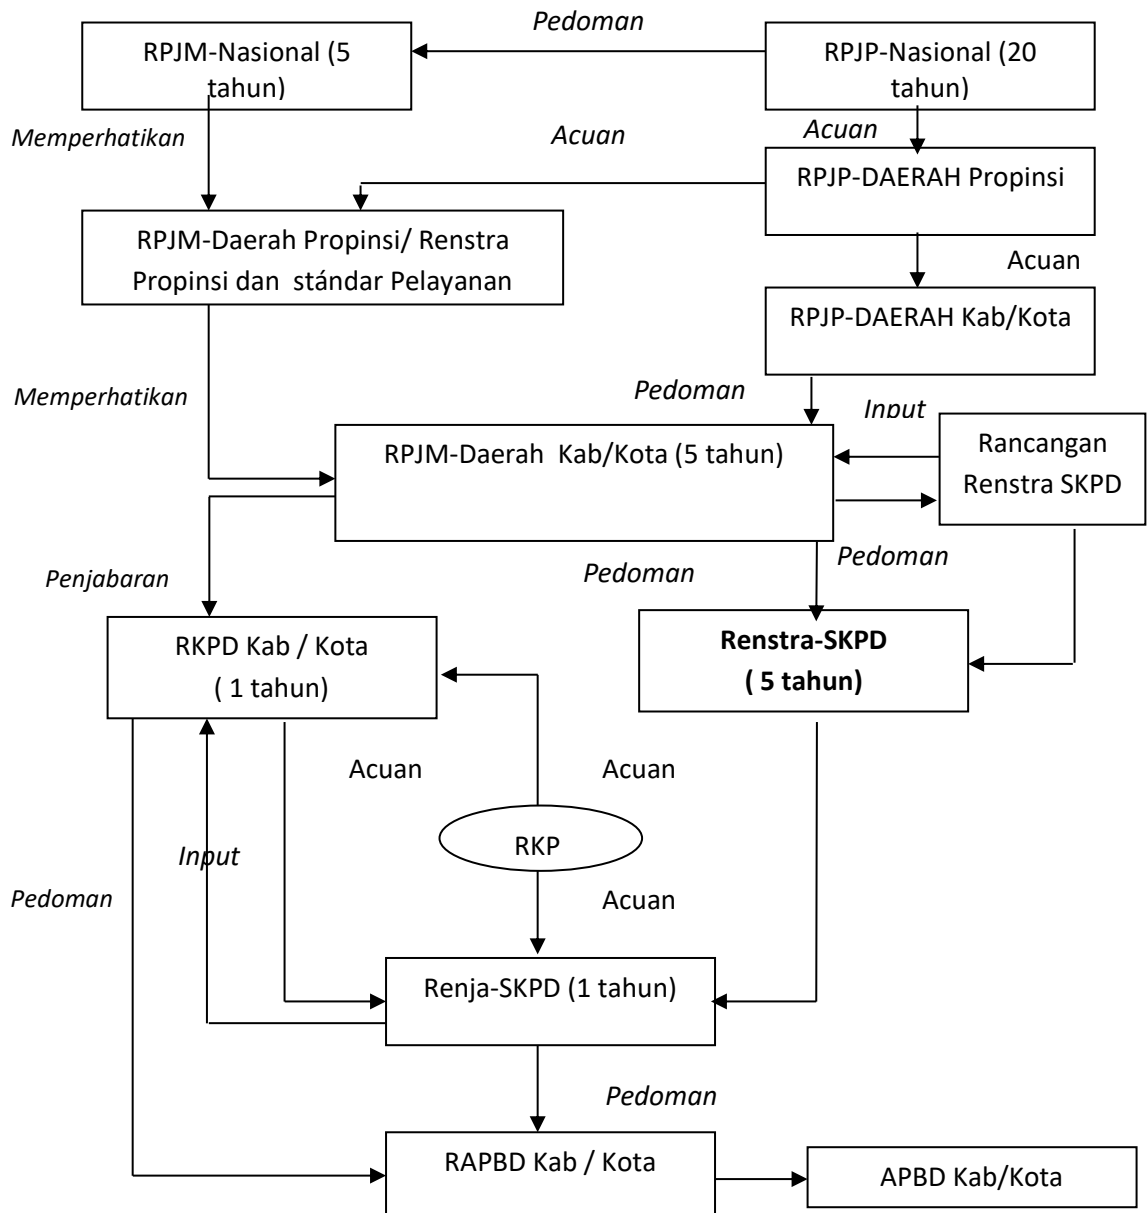 Pedoman
RPJM-Nasional (5
tahun)
RPJP-Nasional (20
tahun)
Memperhatikan
Acuan
Acuan
RPJP-DAERAH Propinsi
RPJM-Daerah Propinsi/ Renstra
Propinsi dan stándar Pelayanan
Acuan
RPJP-DAERAH Kab/Kota
Memperhatikan
Pedoman
Input
RPJM-Daerah Kab/Kota (5 tahun)
Rancangan
Renstra SKPD
Penjabaran
Pedoman
Pedoman
RKPD Kab / Kota
( 1 tahun)
Renstra-SKPD
( 5 tahun)
Acuan
Acuan
RKP
Input
Pedoman
Acuan
Renja-SKPD (1 tahun)
Pedoman
RAPBD Kab / Kota
APBD Kab/Kota